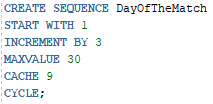 CREATE SEQUENCE DayOfTheMatch
START WITH 1
INCREMENT BY 3
MAXVALUE 30
CACHE 9
CYCLE;